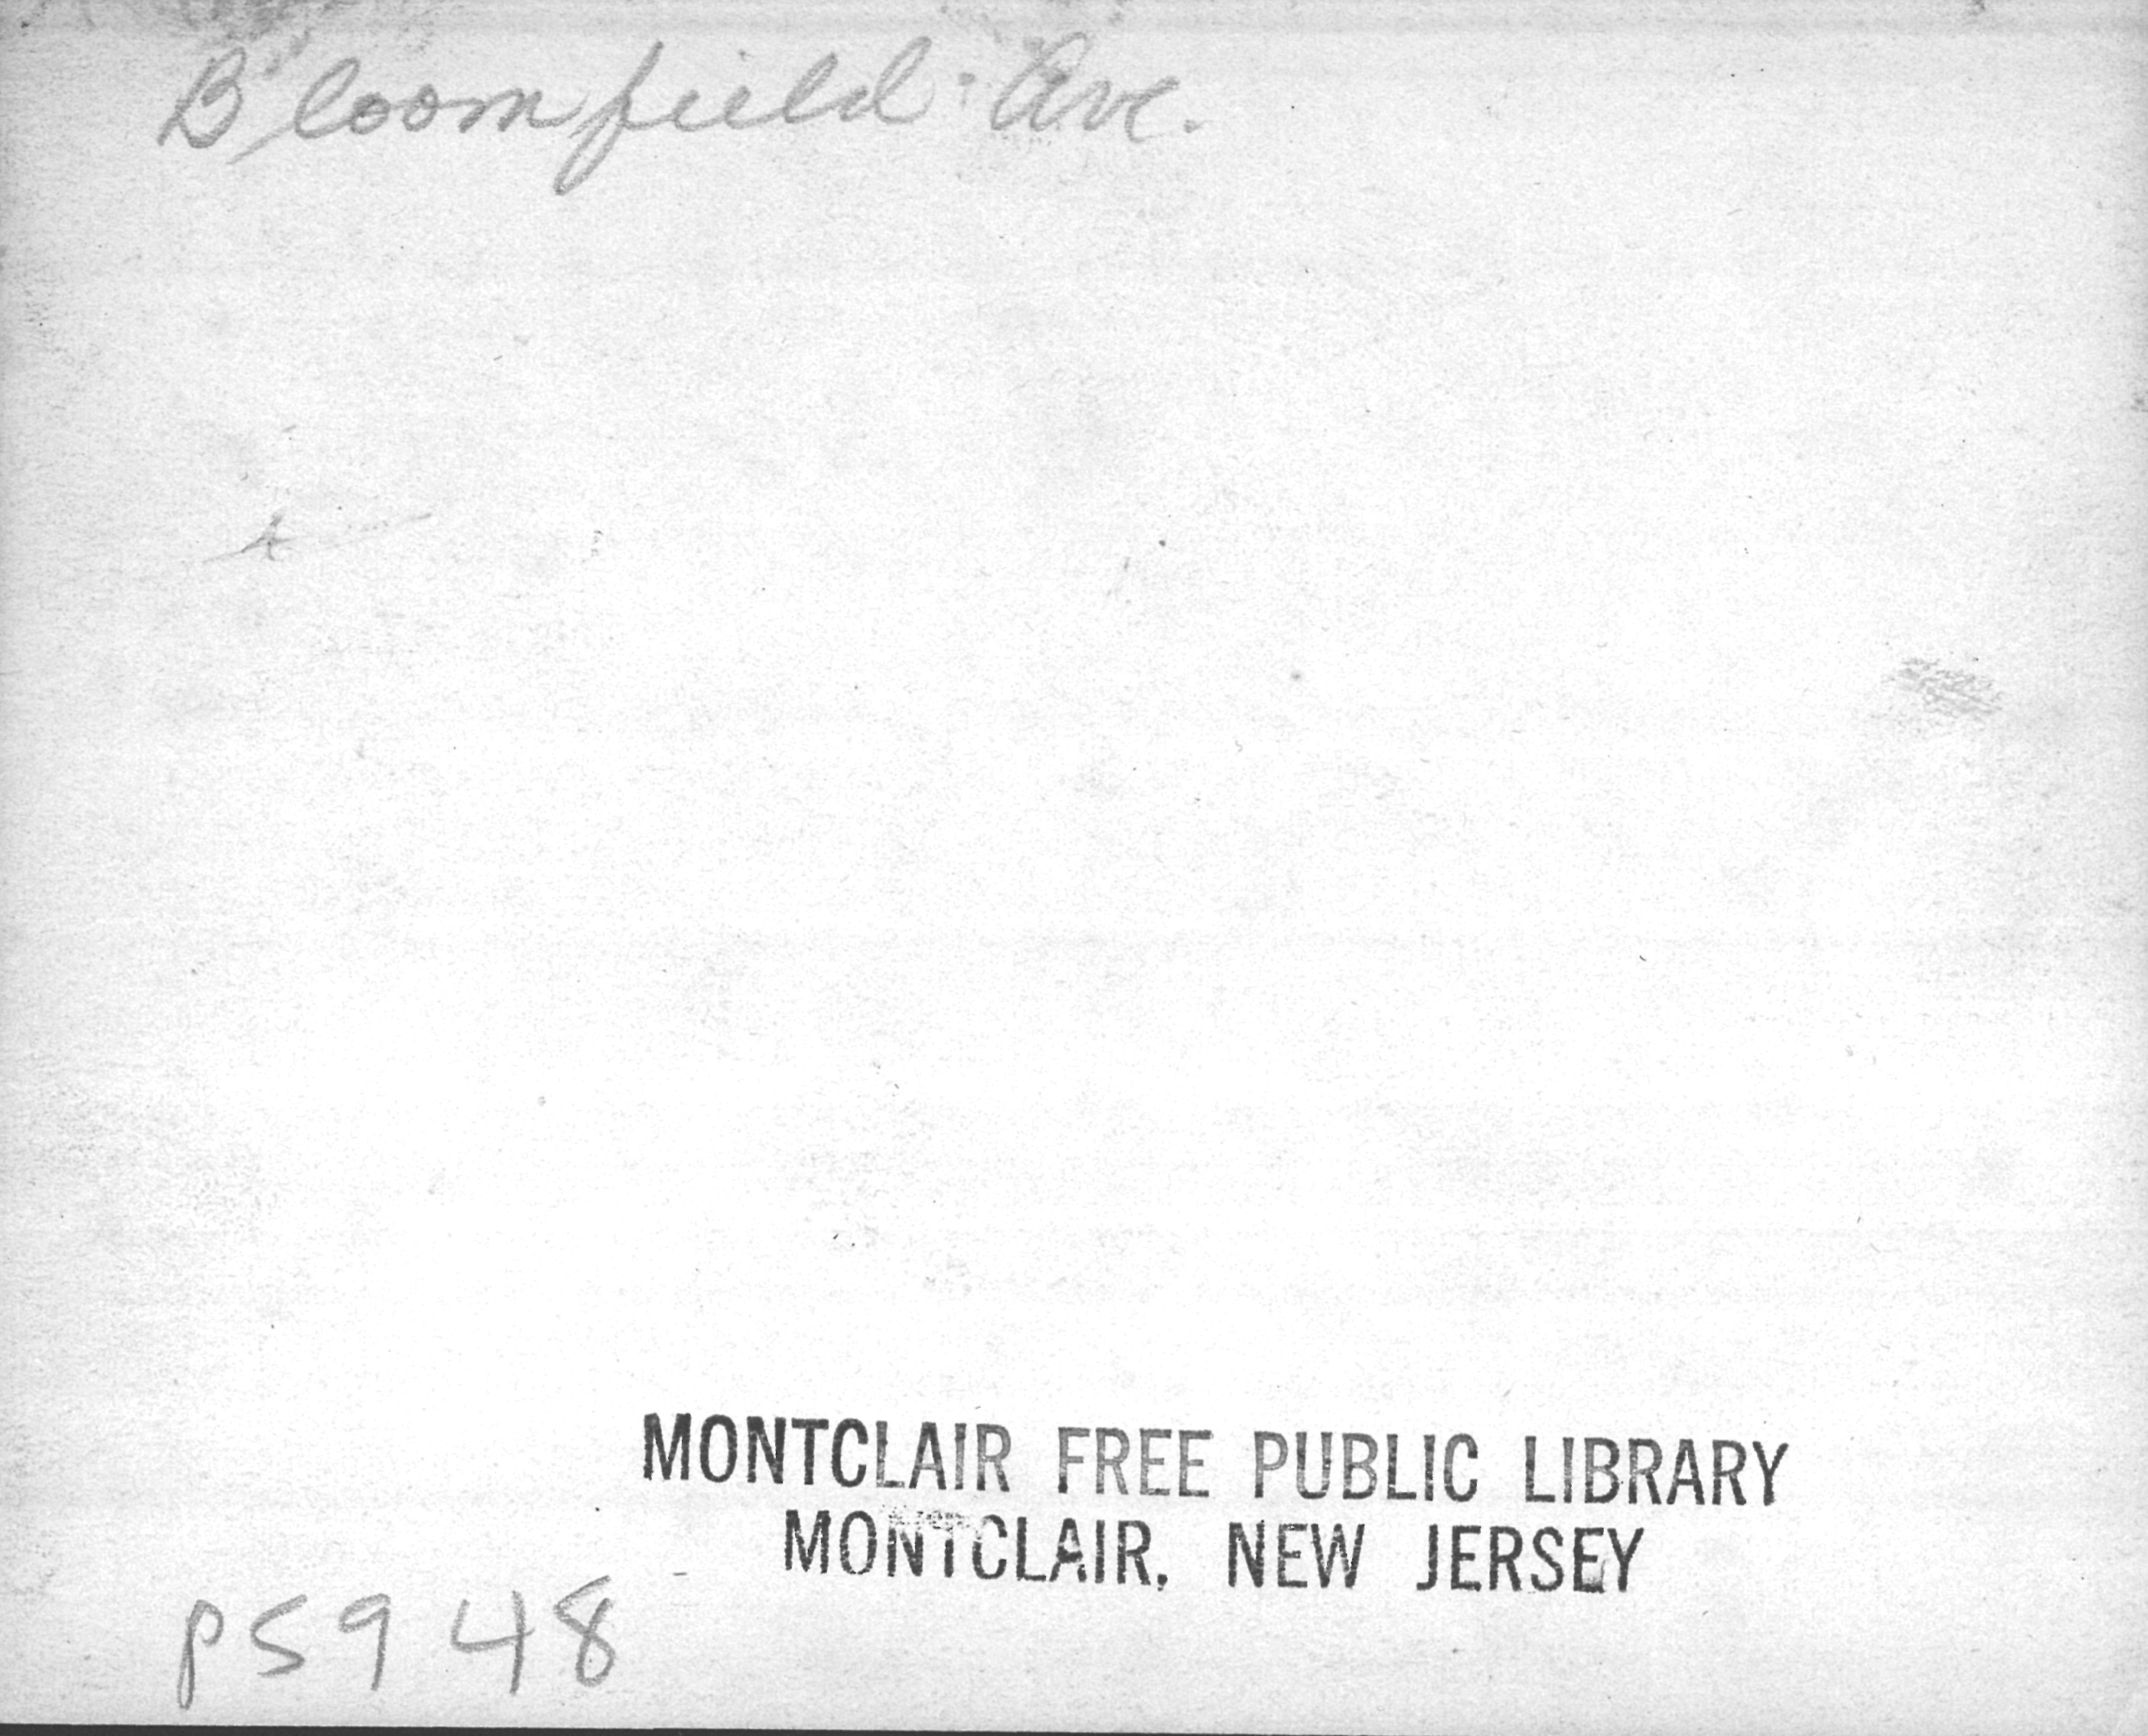 Bloomfield Ave.
MONTCLAIR FREE PUBLIC LIBRARY
MONTCLAIR, NEW JERSEY
p5948